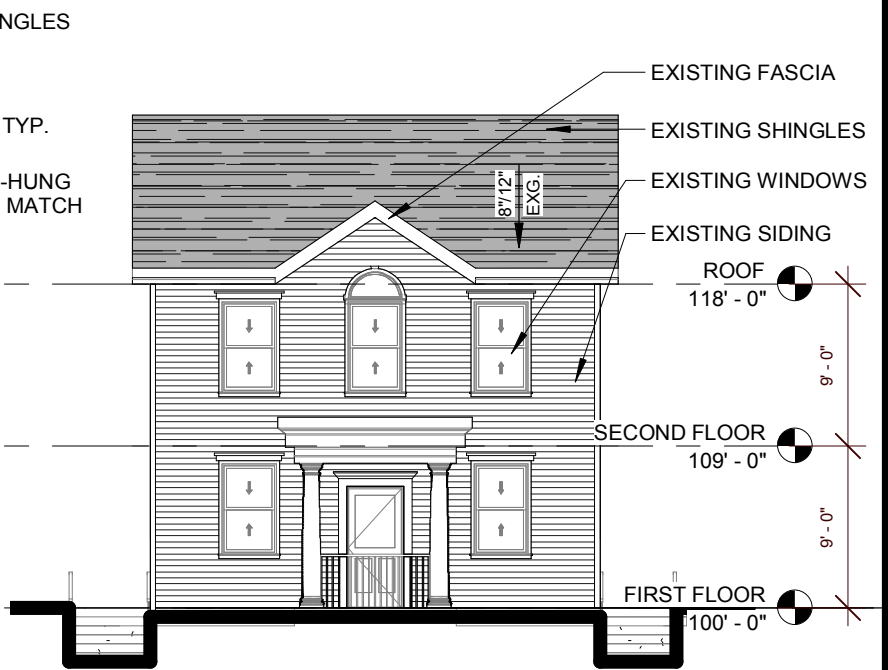 NGLES
TYP.
-HUNG
MATCH
EXISTING FASCIA
EXISTING SHINGLES
8"/12"
EXG.
EXISTING WINDOWS
EXISTING SIDING
ROOF
118' - 0"
9' - 0"
SECOND FLOOR
109' - 0"
9' - 0"
FIRST FLOOR
100' - 0"